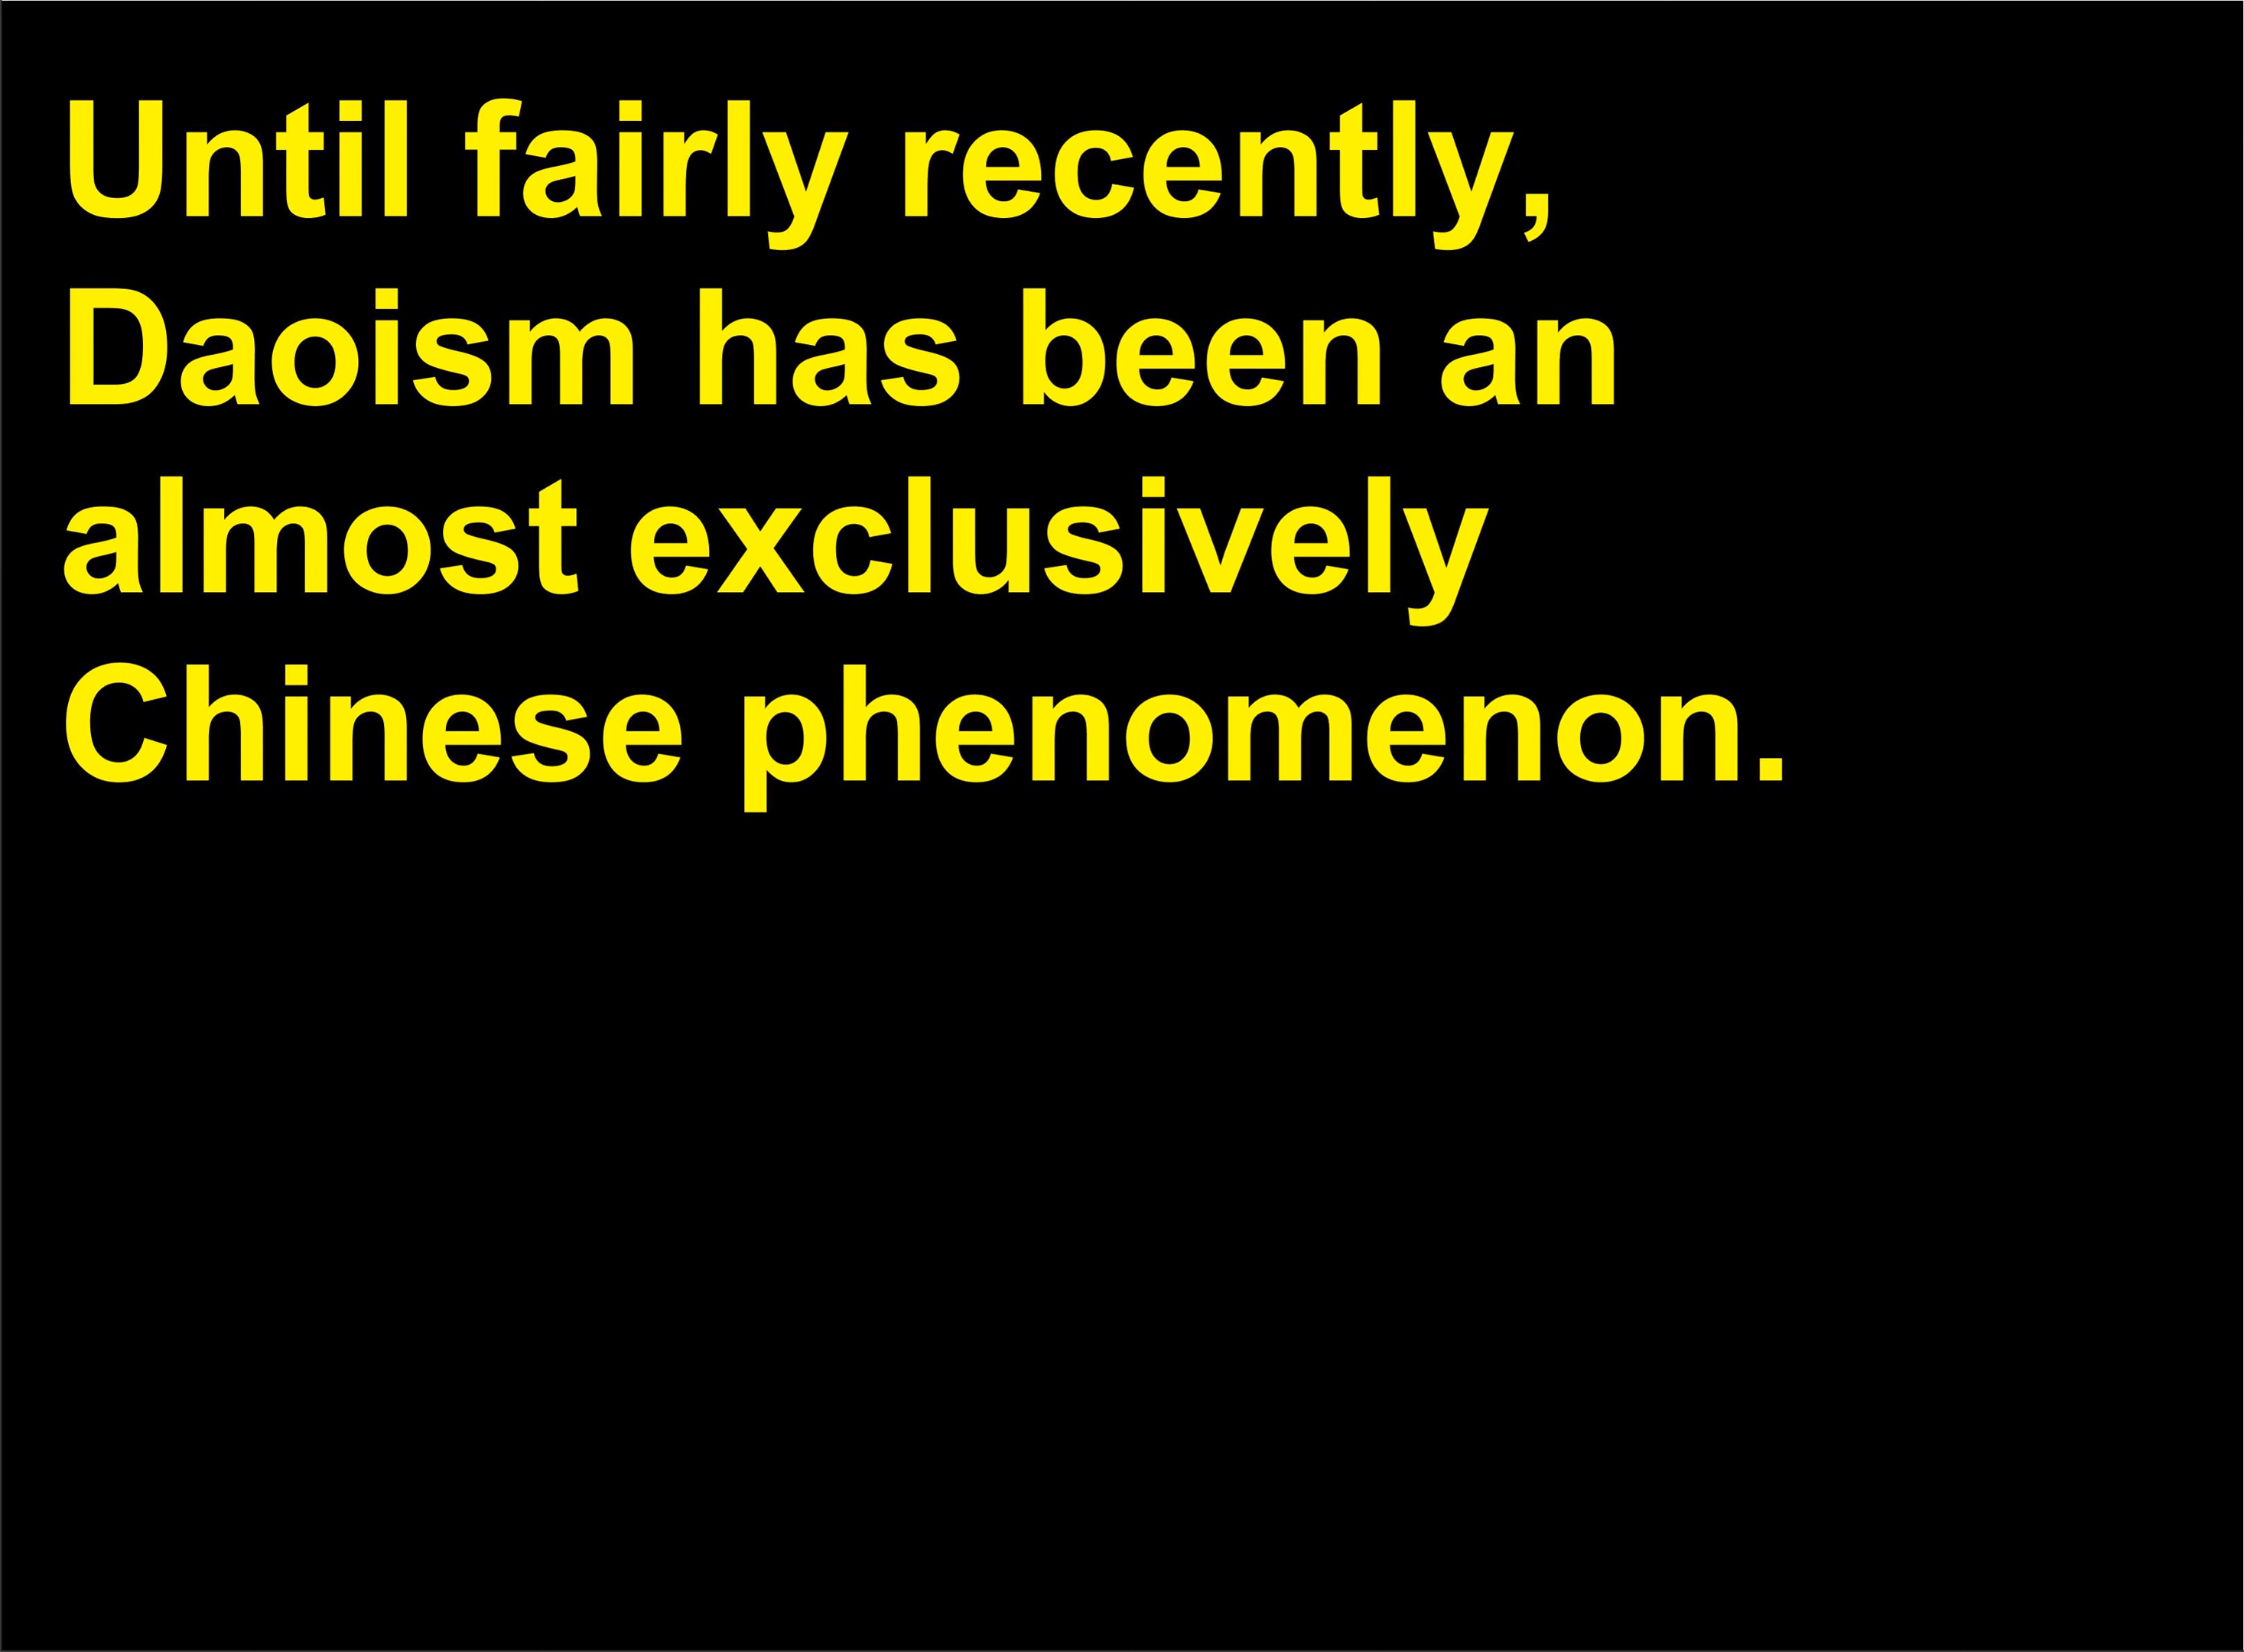 Until fairly recently,
Daoism has been an
almost exclusively
Chinese phenomenon.